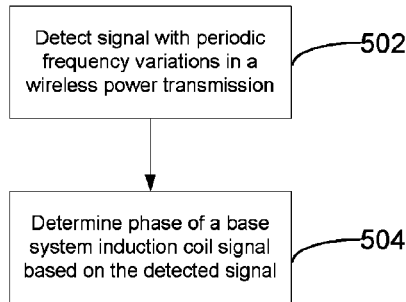 Detect signal with periodic
frequency variations in a
wireless power transmission
502
Determine phase of a base
system induction coil signal
based on the detected signal
504